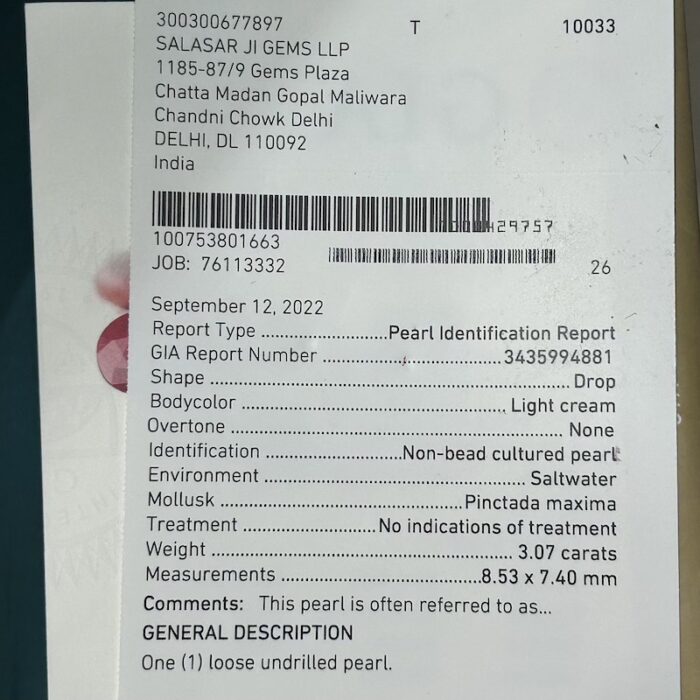 300300677897 T 10033
SALASAR JI GEMS LLP
1185-87/9 Gems Plaza
Chatta Madan Gopal Maliwara
Chandni Chowk Delhi
DELHI, DL 110092
India
29757
100753801663
JOB: 76113332 26
September 12, 2022
Report Type ........................Pearl Identification Report
GIA Report Number ..................................3435994881
Shape ...............................................................Drop
Bodycolor ..............................................Light cream
Overtone ........................................................... None
Identification .........................Non-bead cultured pearl
Environment .............................................. Saltwater
Mollusk ...........................................Pinctada maxima
Treatment .......................No indications of treatment
Weight .................................................... 3.07 carats
Measurements ...................................8.53 x 7.40 mm
Comments: This pearl is often referred to as...
GENERAL DESCRIPTION
One (1) loose undrilled pearl.